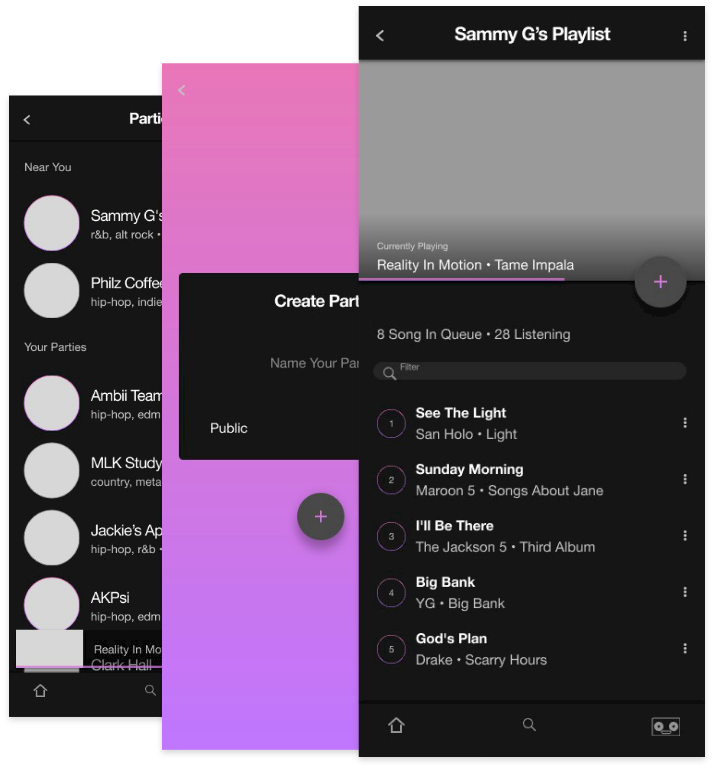 Parti
Near You
Sammy G's
r&b, alt rock •
Philz Coffee
hip-hop, indie
Your Parties
Ambii Team
hip-hop, edm
MLK Study
country, meta
Jackie's Ap
hip-hop, r&b •
AKPsi
hip-hop, edm
Reality In Mo
Clark Hall
Create Part
Name Your Par
Public
+
Sammy G's Playlist
Currently Playing
Reality In Motion • Tame Impala
+
8 Song In Queue • 28 Listening
Filter
1
See The Light
San Holo • Light
2
Sunday Morning
Maroon 5 • Songs About Jane
3
I'll Be There
The Jackson 5 • Third Album
4
Big Bank
YG • Big Bank
5
God's Plan
Drake • Scarry Hours